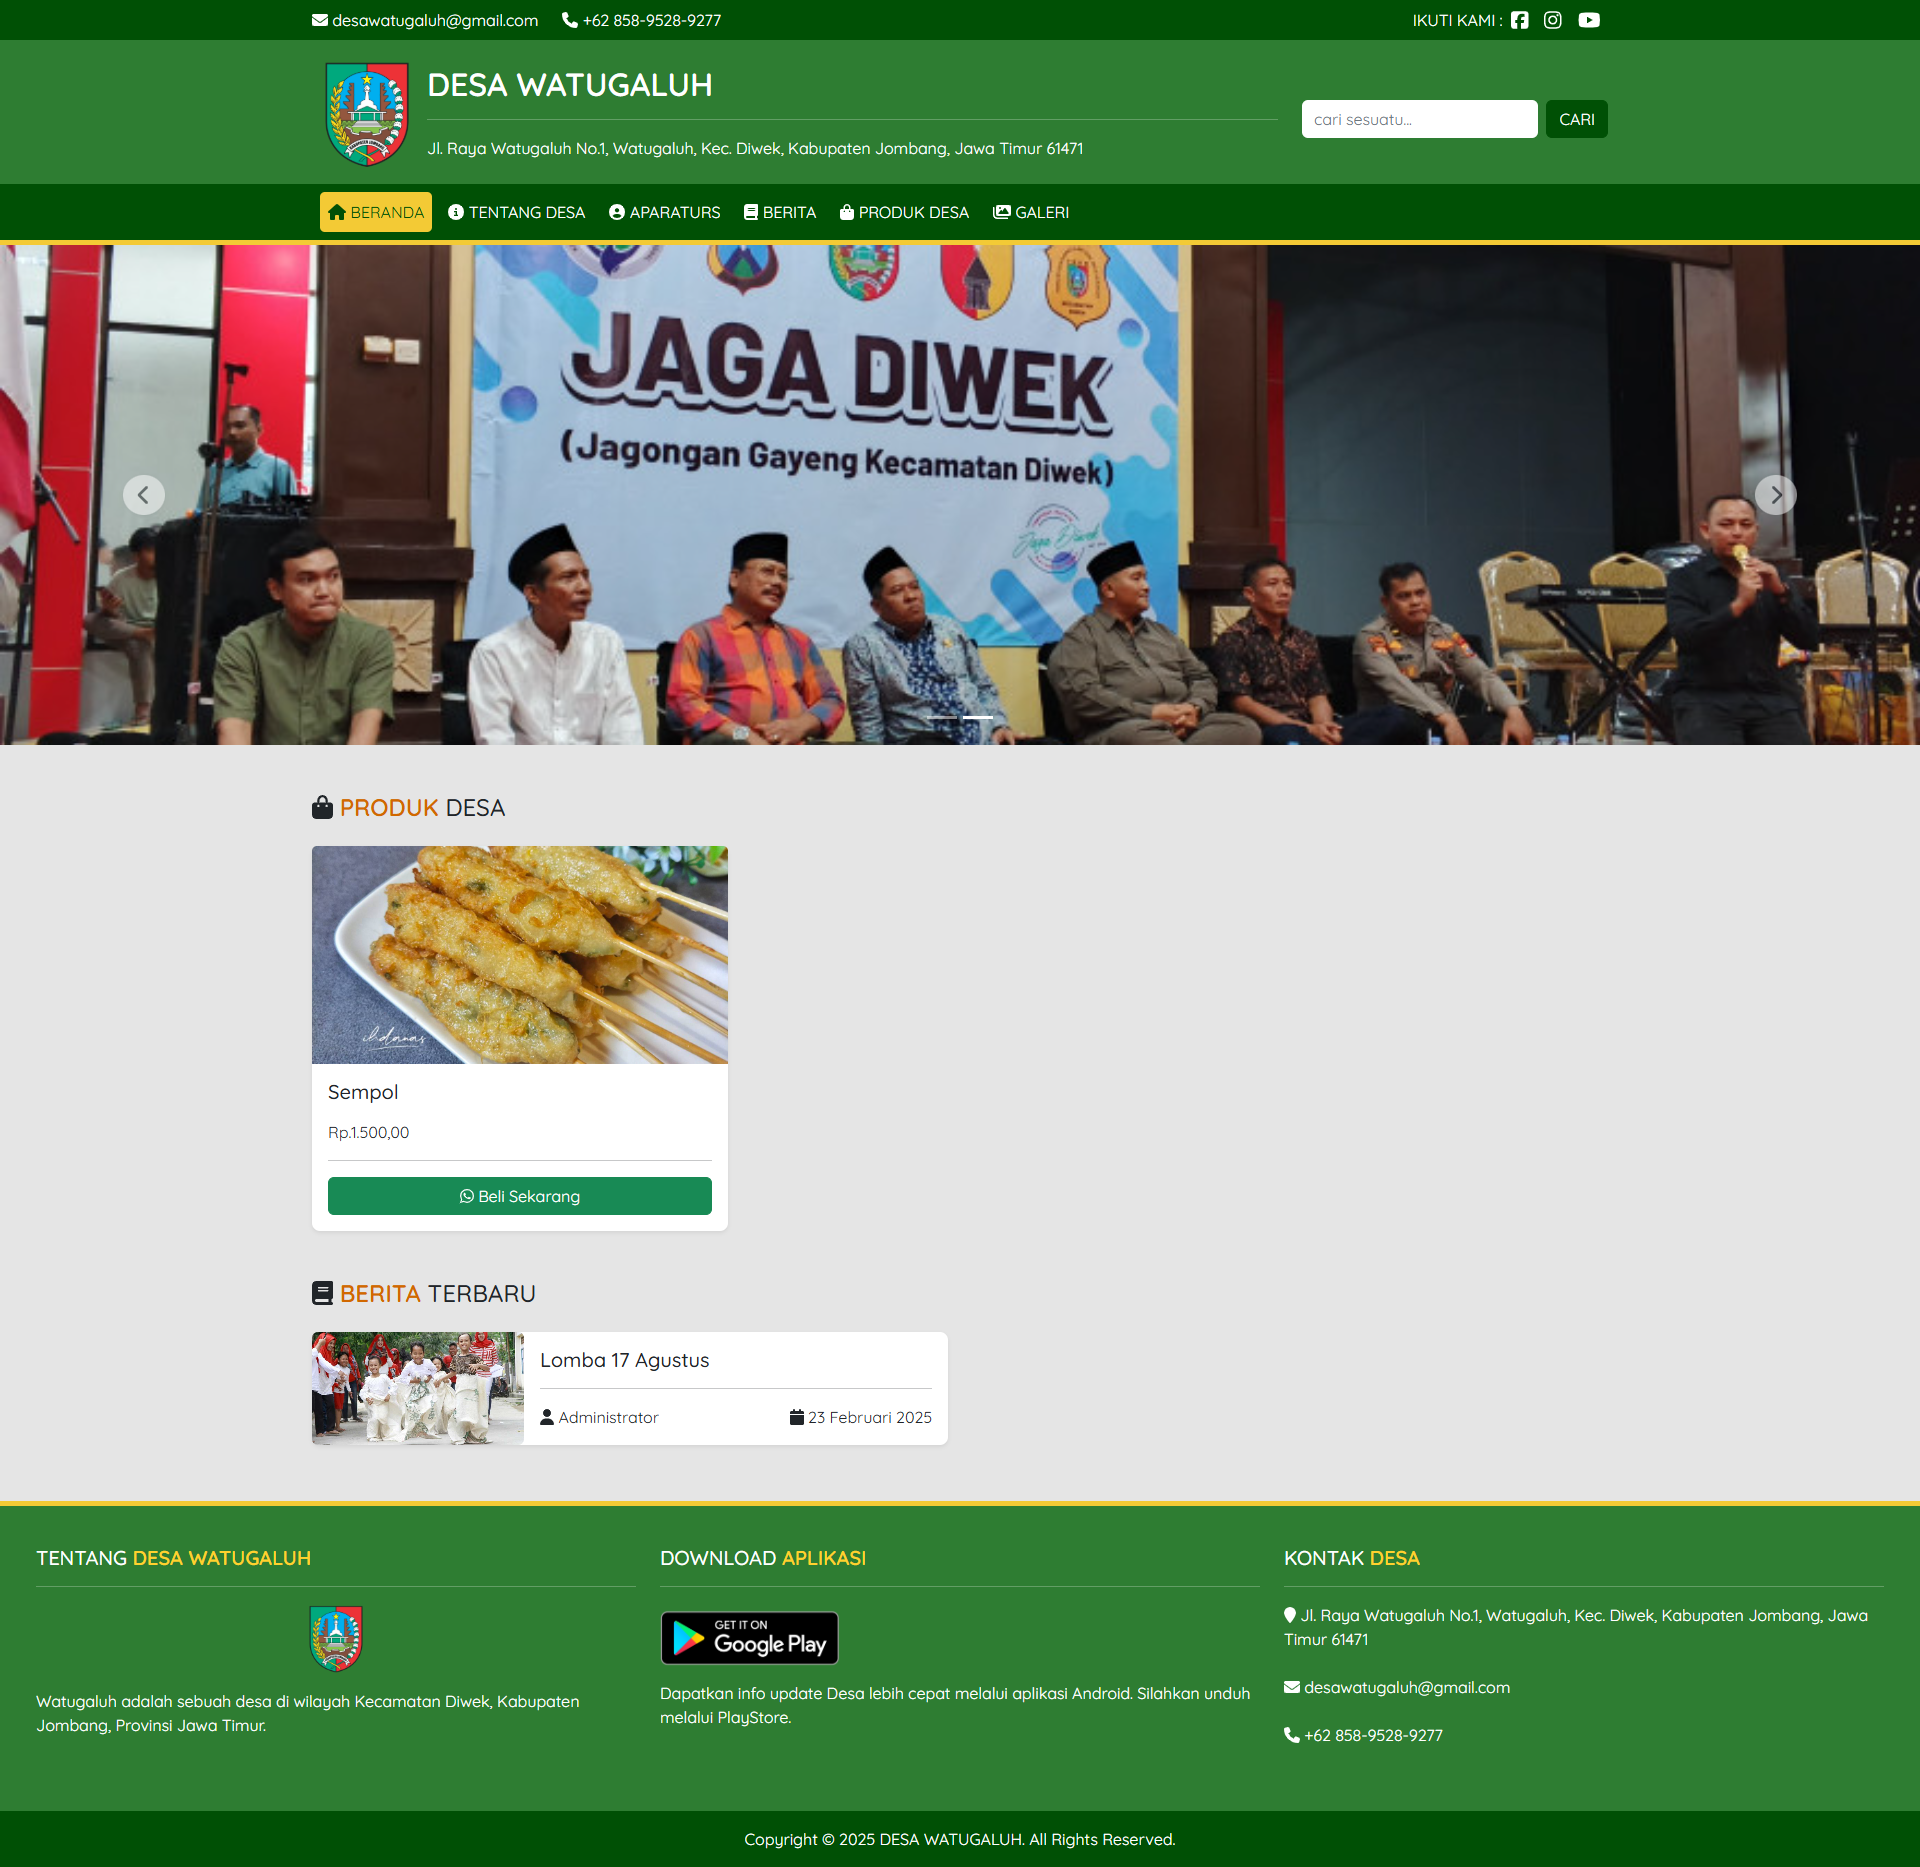 desawatugaluh@gmail.com +62 858-9528-9277 IKUTI KAMI :
DESA WATUGALUH
Jl. Raya Watugaluh No.1, Watugaluh, Kec. Diwek, Kabupaten Jombang, Jawa Timur 61471
cari sesuatu... CARI
BERANDA TENTANG DESA APARATURS BERITA PRODUK DESA GALERI
JAGA DIWEK
(Jagongan Gayeng Kecamatan Diwek)
Jaga Diwek
PRODUK DESA
Sempol
Rp.1.500,00
Beli Sekarang
BERITA TERBARU
Lomba 17 Agustus
Administrator 23 Februari 2025
TENTANG DESA WATUGALUH
Watugaluh adalah sebuah desa di wilayah Kecamatan Diwek, Kabupaten
Jombang, Provinsi Jawa Timur.
DOWNLOAD APLIKASI
GET IT ON
Google Play
Dapatkan info update Desa lebih cepat melalui aplikasi Android. Silahkan unduh
melalui PlayStore.
KONTAK DESA
Jl. Raya Watugaluh No.1, Watugaluh, Kec. Diwek, Kabupaten Jombang, Jawa
Timur 61471
desawatugaluh@gmail.com
+62 858-9528-9277
Copyright © 2025 DESA WATUGALUH. All Rights Reserved.